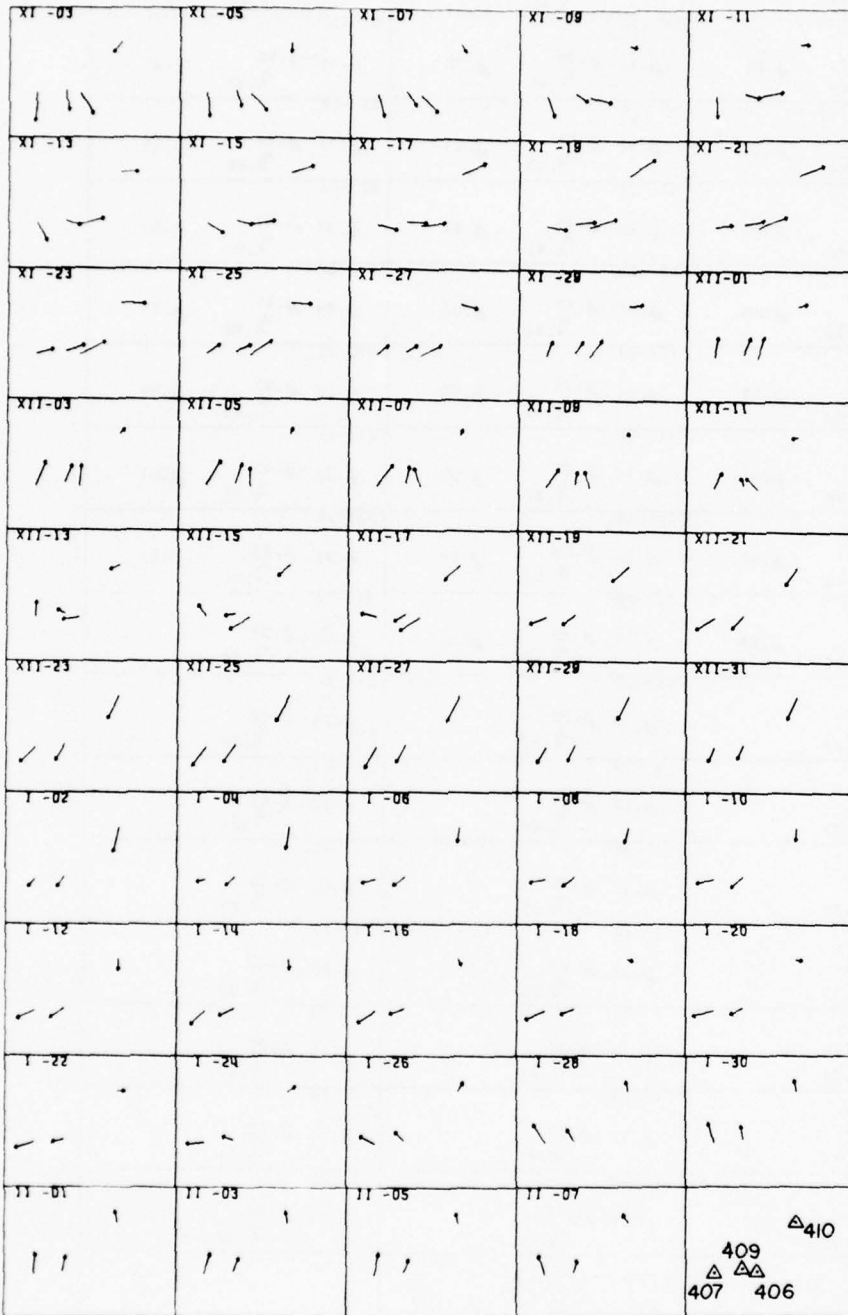 XI -03 XI -05 XI -07 XI -09 XI -11
XI -13 XI -15 XI -17 XI -19 XI -21
XI -23 XI -25 XI -27 XI -29 XII-01
XII-03 XII-05 XII-07 XII-09 XII-11
XII-13 XII-15 XII-17 XII-19 XII-21
XII-23 XII-25 XII-27 XII-29 XII-31
I -02 I -04 I -06 I -08 I -10
I -12 I -14 I -16 I -18 I -20
I -22 I -24 I -26 I -28 I -30
II -01 II -03 II -05 II -07
410
409
407 406